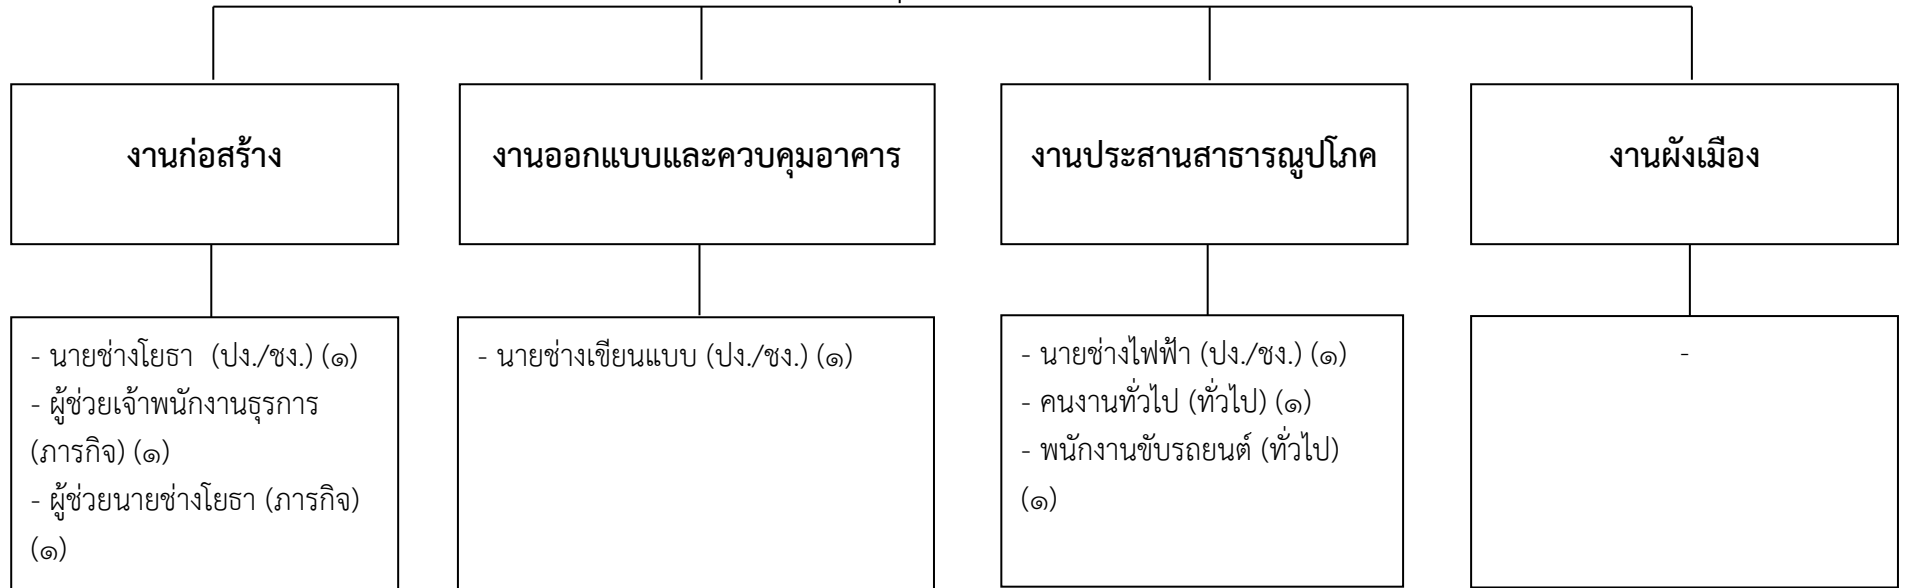 งานก่อสร้าง
งานออกแบบและควบคุมอาคาร
งานประสานสาธารณูปโภค
งานผังเมือง
- นายช่างโยธา (ปง./ชง.) (๑)
- ผู้ช่วยเจ้าพนักงานธุรการ
(ภารกิจ) (๑)
- ผู้ช่วยนายช่างโยธา (ภารกิจ)
(๑)
- นายช่างเขียนแบบ (ปง./ชง.) (๑)
- นายช่างไฟฟ้า (ปง./ชง.) (๑)
- คนงานทั่วไป (ทั่วไป) (๑)
- พนักงานขับรถยนต์ (ทั่วไป)
(๑)
-